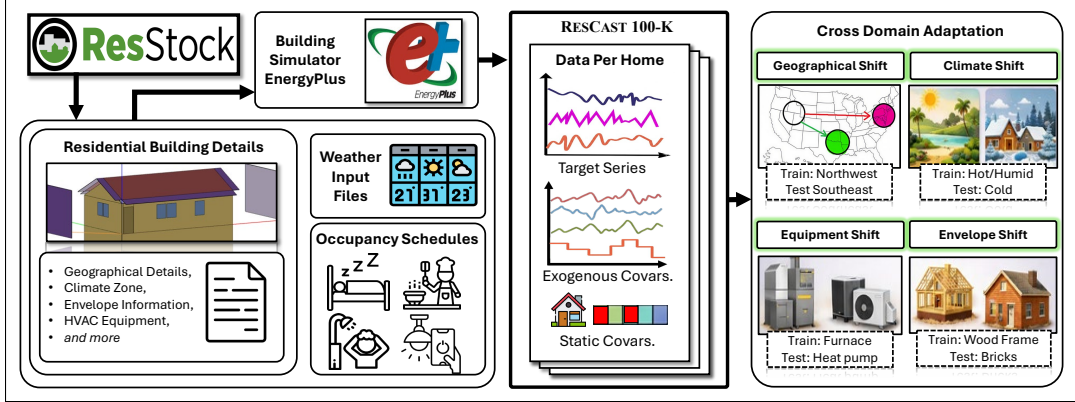 ResStock
Building
Simulator
EnergyPlus
e+
EnergyPlus
Residential Building Details
• Geographical Details,
• Climate Zone,
• Envelope Information,
• HVAC Equipment,
• and more
Weather
Input
Files
21° 31° 23°
Occupancy Schedules
z z Z
RESCAST 100-K
Data Per Home
Target Series
Exogenous Covars.
Static Covars.
Cross Domain Adaptation
Geographical Shift
Train: Northwest
Test Southeast
Climate Shift
Train: Hot/Humid
Test: Cold
Equipment Shift
Train: Furnace
Test: Heat pump
Envelope Shift
Train: Wood Frame
Test: Bricks